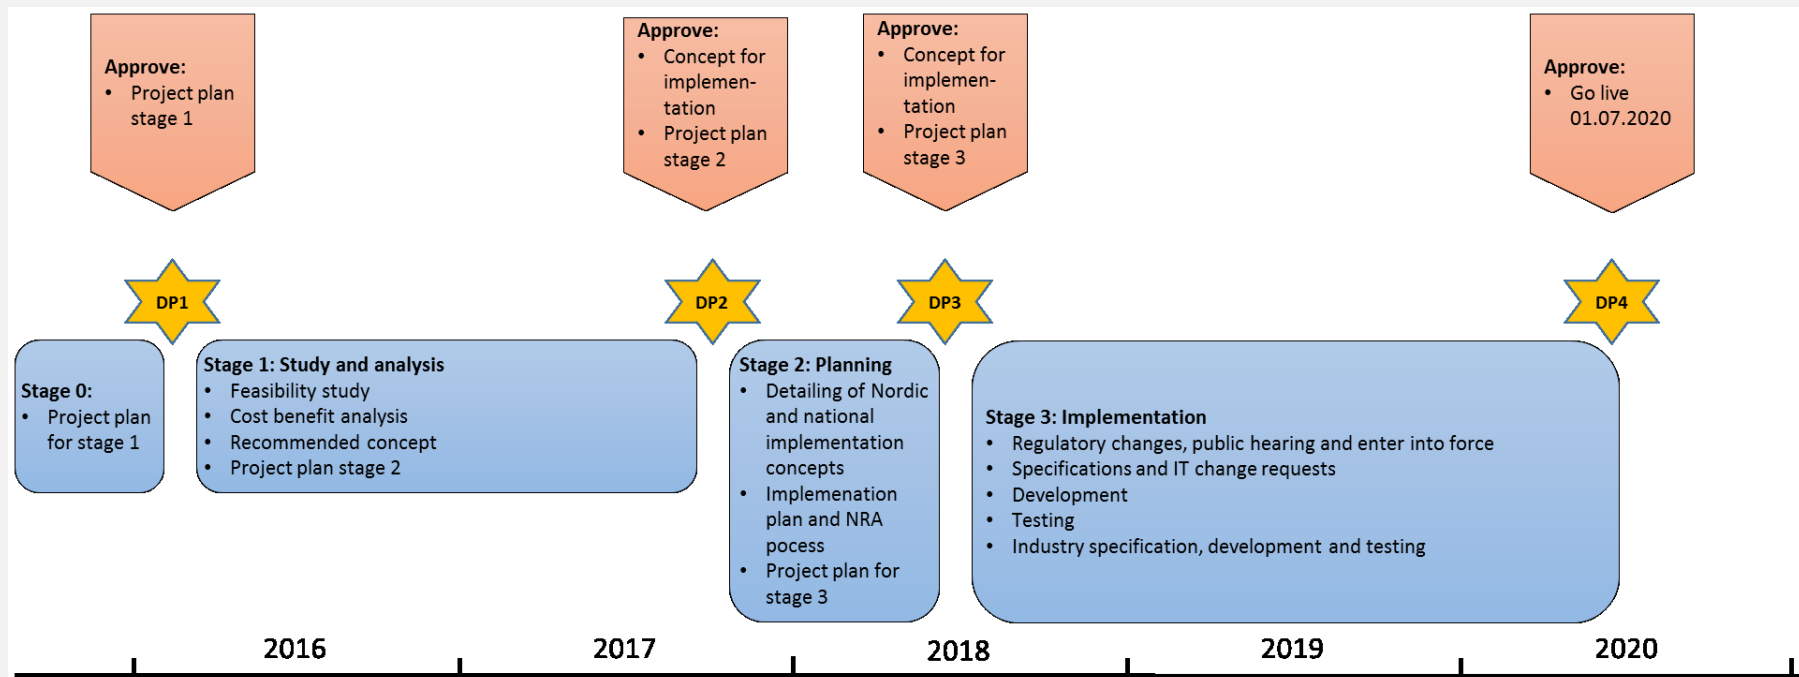 Approve:
• Project plan
stage 1
Approve:
• Concept for
implemen-
tation
• Project plan
stage 2
Approve:
• Concept for
implemen-
tation
• Project plan
stage 3
Approve:
• Go live
01.07.2020
DP1
DP2
DP3
DP4
Stage 0:
• Project plan
for stage 1
Stage 1: Study and analysis
• Feasibility study
• Cost benefit analysis
• Recommended concept
• Project plan stage 2
Stage 2: Planning
• Detailing of Nordic
and national
implementation
concepts
• Implemenation
plan and NRA
pocess
• Project plan for
stage 3
Stage 3: Implementation
• Regulatory changes, public hearing and enter into force
• Specifications and IT change requests
• Development
• Testing
• Industry specification, development and testing
2016
2017
2018
2019
2020